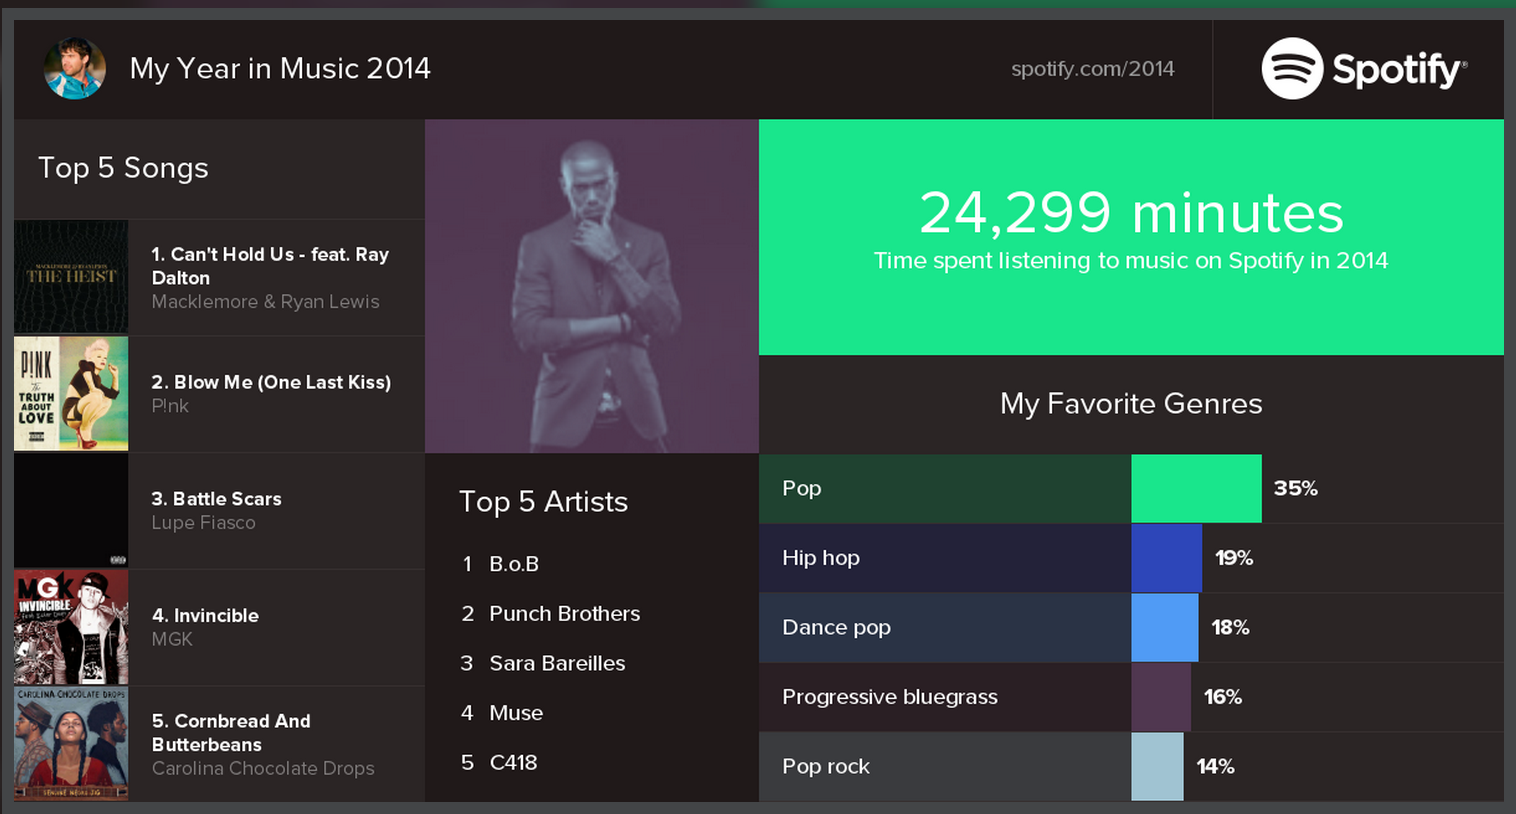 My Year in Music 2014
spotify.com/2014
Spotify®
Top 5 Songs
MACKLEMORE & RYAN LEWIS
THE HEIST
1. Can't Hold Us - feat. Ray
Dalton
Macklemore & Ryan Lewis
P!NK
The
TRUTH
ABOUT
LOVE
2. Blow Me (One Last Kiss)
P!nk
3. Battle Scars
Lupe Fiasco
MGK
INVINCIBLE
4. Invincible
MGK
CAROLINA CHOCOLATE DROPS
GENUINE NEGRO JIG
5. Cornbread And
Butterbeans
Carolina Chocolate Drops
Top 5 Artists
1 B.o.B
2 Punch Brothers
3 Sara Bareilles
4 Muse
5 C418
24,299 minutes
Time spent listening to music on Spotify in 2014
My Favorite Genres
Pop 35%
Hip hop 19%
Dance pop 18%
Progressive bluegrass 16%
Pop rock 14%